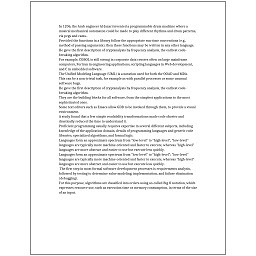 In 1206, the Arab engineer Al-Jazari invented a programmable drum machine where a
musical mechanical automaton could be made to play different rhythms and drum patterns,
via pegs and cams.
Provided the functions in a library follow the appropriate run-time conventions (e.g.,
method of passing arguments), then these functions may be written in any other language.
He gave the first description of cryptanalysis by frequency analysis, the earliest code-
breaking algorithm.
For example, COBOL is still strong in corporate data centers often on large mainframe
computers, Fortran in engineering applications, scripting languages in Web development,
and C in embedded software.
The Unified Modeling Language (UML) is a notation used for both the OOAD and MDA.
This can be a non-trivial task, for example as with parallel processes or some unusual
software bugs.
He gave the first description of cryptanalysis by frequency analysis, the earliest code-
breaking algorithm.
They are the building blocks for all software, from the simplest applications to the most
sophisticated ones.
Some text editors such as Emacs allow GDB to be invoked through them, to provide a visual
environment.
A study found that a few simple readability transformations made code shorter and
drastically reduced the time to understand it.
Proficient programming usually requires expertise in several different subjects, including
knowledge of the application domain, details of programming languages and generic code
libraries, specialized algorithms, and formal logic.
Languages form an approximate spectrum from "low-level" to "high-level"; "low-level"
languages are typically more machine-oriented and faster to execute, whereas "high-level"
languages are more abstract and easier to use but execute less quickly.
Languages form an approximate spectrum from "low-level" to "high-level"; "low-level"
languages are typically more machine-oriented and faster to execute, whereas "high-level"
languages are more abstract and easier to use but execute less quickly.
The first step in most formal software development processes is requirements analysis,
followed by testing to determine value modeling, implementation, and failure elimination
(debugging).
For this purpose, algorithms are classified into orders using so-called Big O notation, which
expresses resource use, such as execution time or memory consumption, in terms of the size
of an input.